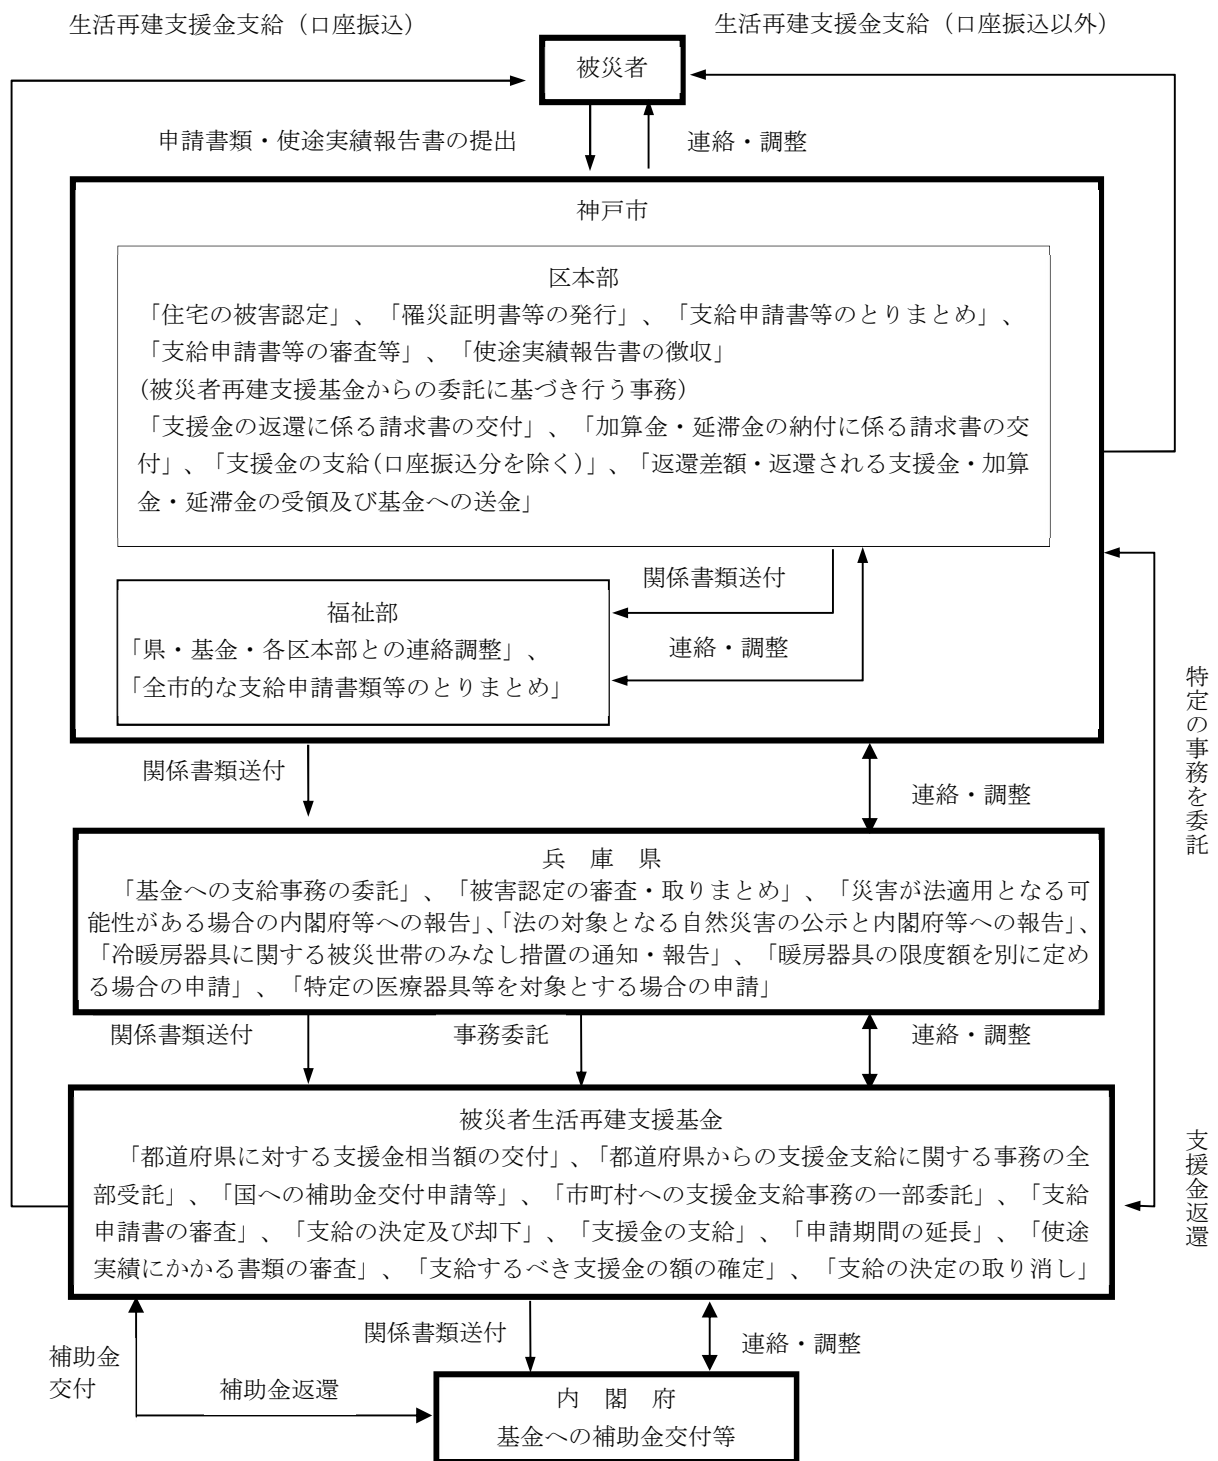 生活再建支援金支給（口座振込）
生活再建支援金支給（口座振込以外）
被災者
申請書類・使途実績報告書の提出
連絡・調整
神戸市
区本部
「住宅の被害認定」、「罹災証明書等の発行」、「支給申請書等のとりまとめ」、
「支給申請書等の審査等」、「使途実績報告書の徴収」
(被災者再建支援基金からの委託に基づき行う事務)
「支援金の返還に係る請求書の交付」、「加算金・延滞金の納付に係る請求書の交
付」、「支援金の支給(口座振込分を除く)」、「返還差額・返還される支援金・加算
金・延滞金の受領及び基金への送金」
関係書類送付
福祉部
「県・基金・各区本部との連絡調整」、
「全市的な支給申請書類等のとりまとめ」
連絡・調整
特定の事務を委託
関係書類送付
連絡・調整
兵　庫　県
「基金への支給事務の委託」、「被害認定の審査・取りまとめ」、「災害が法適用となる可
能性がある場合の内閣府等への報告」、「法の対象となる自然災害の公示と内閣府等への報告」、
「冷暖房器具に関する被災世帯のみなし措置の通知・報告」、「暖房器具の限度額を別に定め
る場合の申請」、「特定の医療器具等を対象とする場合の申請」
関係書類送付
事務委託
連絡・調整
被災者生活再建支援基金
「都道府県に対する支援金相当額の交付」、「都道府県からの支援金支給に関する事務の全
部受託」、「国への補助金交付申請等」、「市町村への支援金支給事務の一部委託」、「支給
申請書の審査」、「支給の決定及び却下」、「支援金の支給」、「申請期間の延長」、「使途
実績にかかる書類の審査」、「支給するべき支援金の額の確定」、「支給の決定の取り消し」
支援金返還
関係書類送付
連絡・調整
補助金
交付
補助金返還
内　閣　府
基金への補助金交付等